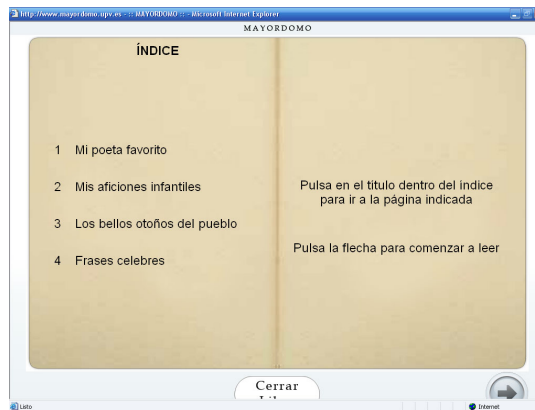 http://www.mayordomo.upv.es - :: MAYORDOMO :: - Microsoft Internet Explorer
MAYORDOMO
ÍNDICE
1 Mi poeta favorito
2 Mis aficiones infantiles
3 Los bellos otoños del pueblo
4 Frases celebres
Pulsa en el titulo dentro del indice
para ir a la página indicada
Pulsa la flecha para comenzar a leer
Cerrar
Listo
Internet